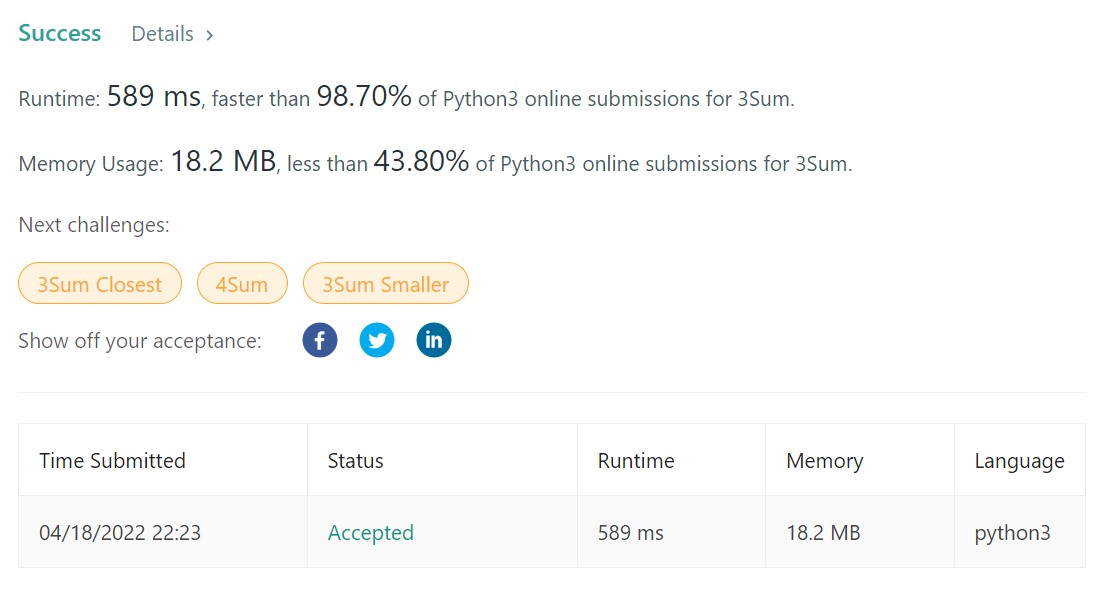 Success Details >
Runtime: 589 ms, faster than 98.70% of Python3 online submissions for 3Sum.
Memory Usage: 18.2 MB, less than 43.80% of Python3 online submissions for 3Sum.
Next challenges:
3Sum Closest 4Sum 3Sum Smaller
Show off your acceptance: f in
Time Submitted Status Runtime Memory Language
04/18/2022 22:23 Accepted 589 ms 18.2 MB python3